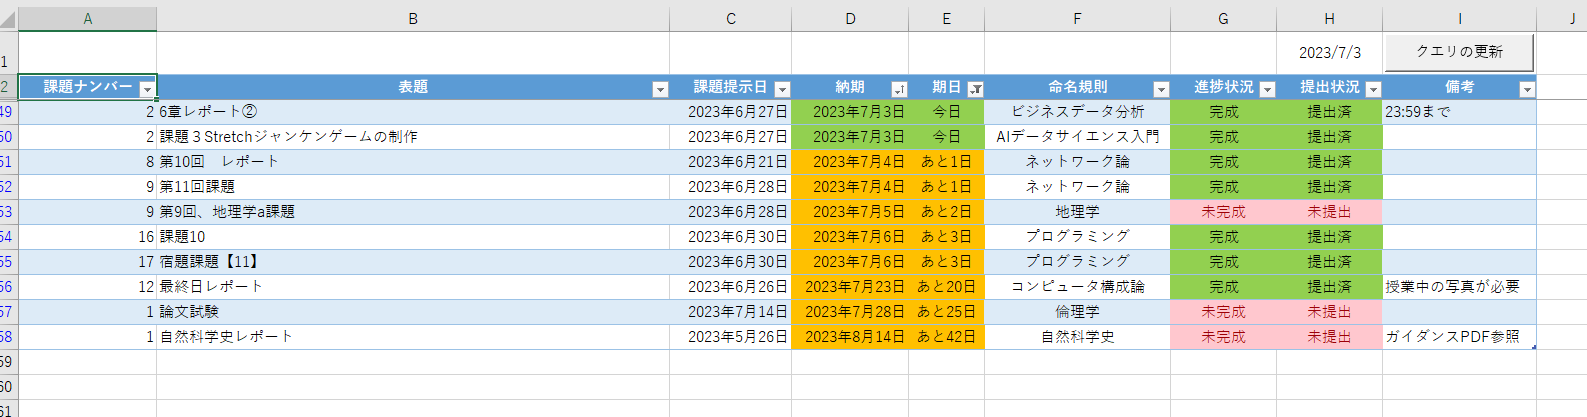 A B C D E F G H I J
1 2023/7/3 クエリの更新
2 課題ナンバー 表題 課題提示日 納期 期日 命名規則 進捗状況 提出状況 備考
49 2 6章レポート② 2023年6月27日 2023年7月3日 今日 ビジネスデータ分析 完成 提出済 23:59まで
50 2 課題３Stretchジャンケンゲームの制作 2023年6月27日 2023年7月3日 今日 AIデータサイエンス入門 完成 提出済
51 8 第10回　レポート 2023年6月21日 2023年7月4日 あと1日 ネットワーク論 完成 提出済
52 9 第11回課題 2023年6月28日 2023年7月4日 あと1日 ネットワーク論 完成 提出済
53 9 第9回、地理学a課題 2023年6月28日 2023年7月5日 あと2日 地理学 未完成 未提出
54 16 課題10 2023年6月30日 2023年7月6日 あと3日 プログラミング 完成 提出済
55 17 宿題課題【11】 2023年6月30日 2023年7月6日 あと3日 プログラミング 完成 提出済
56 12 最終日レポート 2023年6月26日 2023年7月23日 あと20日 コンピュータ構成論 完成 提出済 授業中の写真が必要
57 1 論文試験 2023年7月14日 2023年7月28日 あと25日 倫理学 未完成 未提出
58 1 自然科学史レポート 2023年5月26日 2023年8月14日 あと42日 自然科学史 未完成 未提出 ガイダンスPDF参照
59
60
61